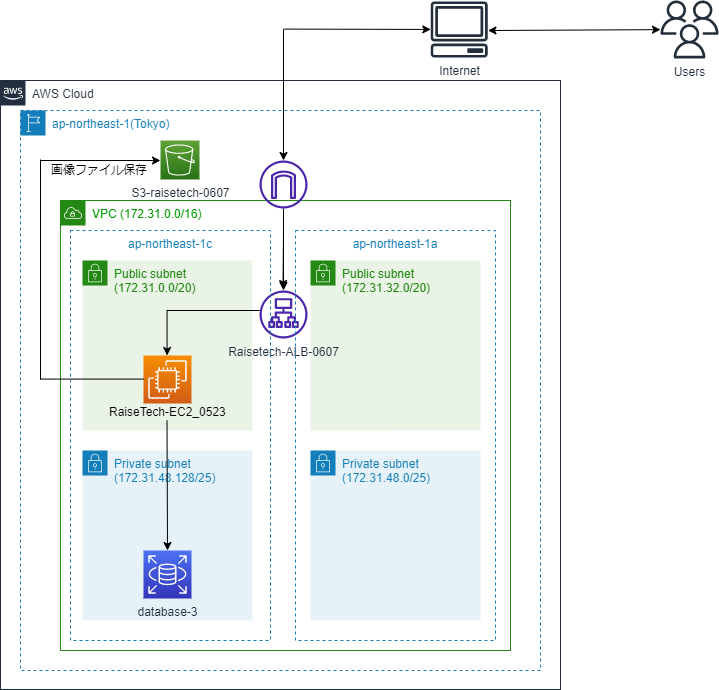 Internet
Users
aws
AWS Cloud
ap-northeast-1(Tokyo)
画像ファイル保存
S3-raisetech-0607
VPC (172.31.0.0/16)
ap-northeast-1c
ap-northeast-1a
Public subnet
(172.31.0.0/20)
Public subnet
(172.31.32.0/20)
Raisetech-ALB-0607
RaiseTech-EC2_0523
Private subnet
(172.31.48.128/25)
Private subnet
(172.31.48.0/25)
database-3